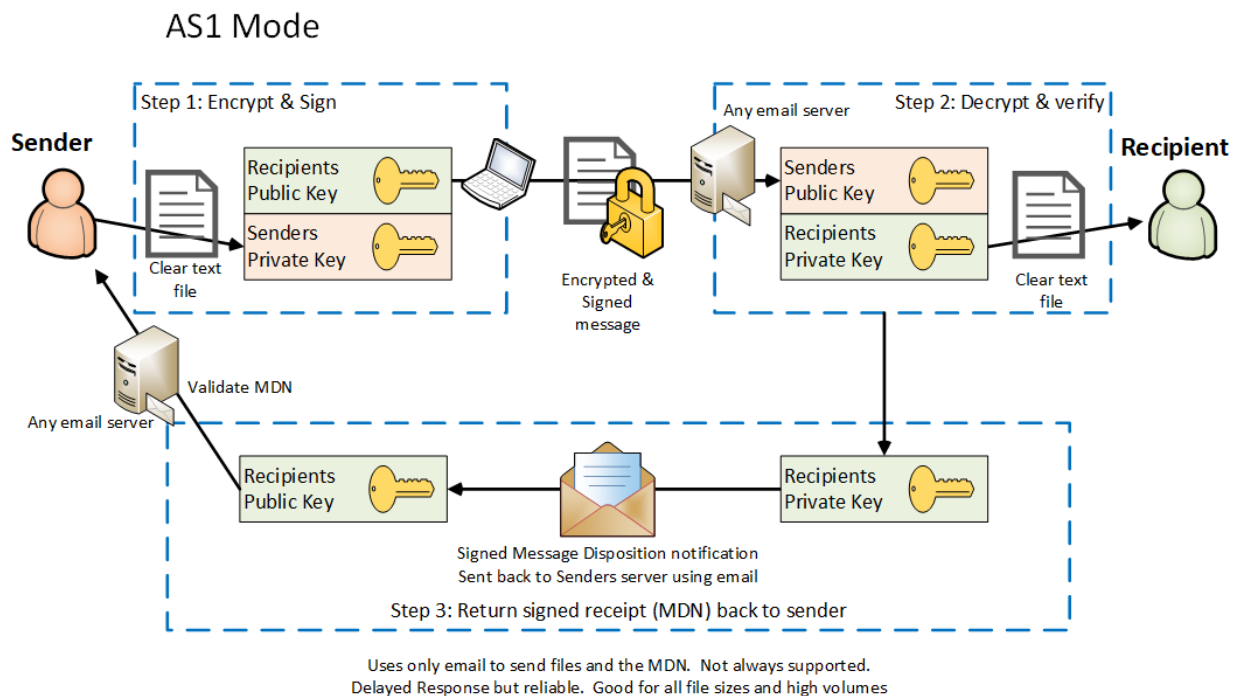 AS1 Mode
Step 1: Encrypt & Sign
Step 2: Decrypt & verify
Any email server
Sender
Recipient
Recipients
Public Key
Senders
Private Key
Clear text
file
Encrypted &
Signed
message
Senders
Public Key
Recipients
Private Key
Clear text
file
Validate MDN
Any email server
Recipients
Public Key
Recipients
Private Key
Signed Message Disposition notification
Sent back to Senders server using email
Step 3: Return signed receipt (MDN) back to sender
Uses only email to send files and the MDN.  Not always supported.
Delayed Response but reliable.  Good for all file sizes and high volumes